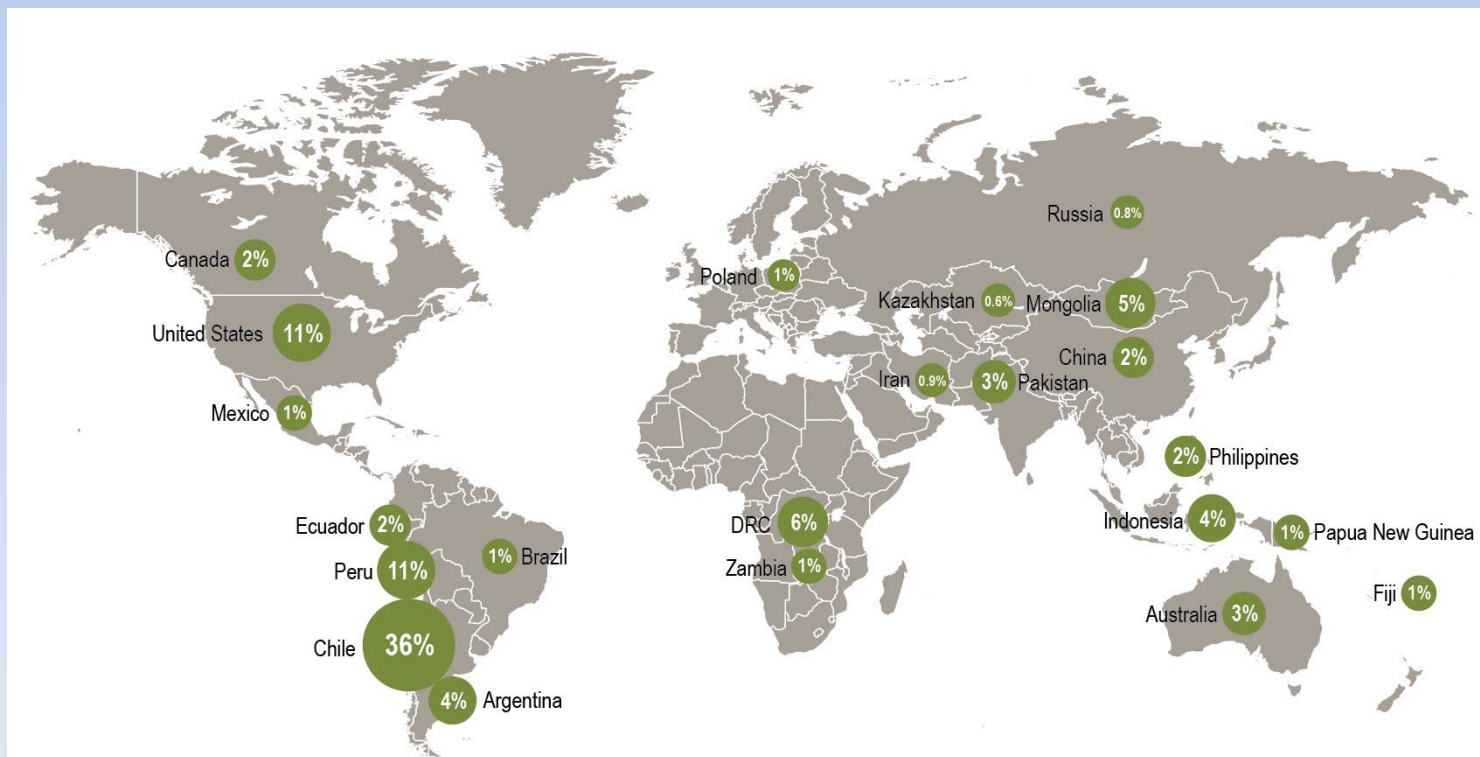 Russia 0.8%
Canada 2%
Poland 1%
Kazakhstan 0.6%
Mongolia 5%
United States 11%
China 2%
Iran 0.9%
3% Pakistan
Mexico 1%
2% Philippines
Ecuador 2%
DRC 6%
Indonesia 4%
1% Papua New Guinea
1% Brazil
Peru 11%
Zambia 1%
Fiji 1%
Australia 3%
Chile 36%
4% Argentina